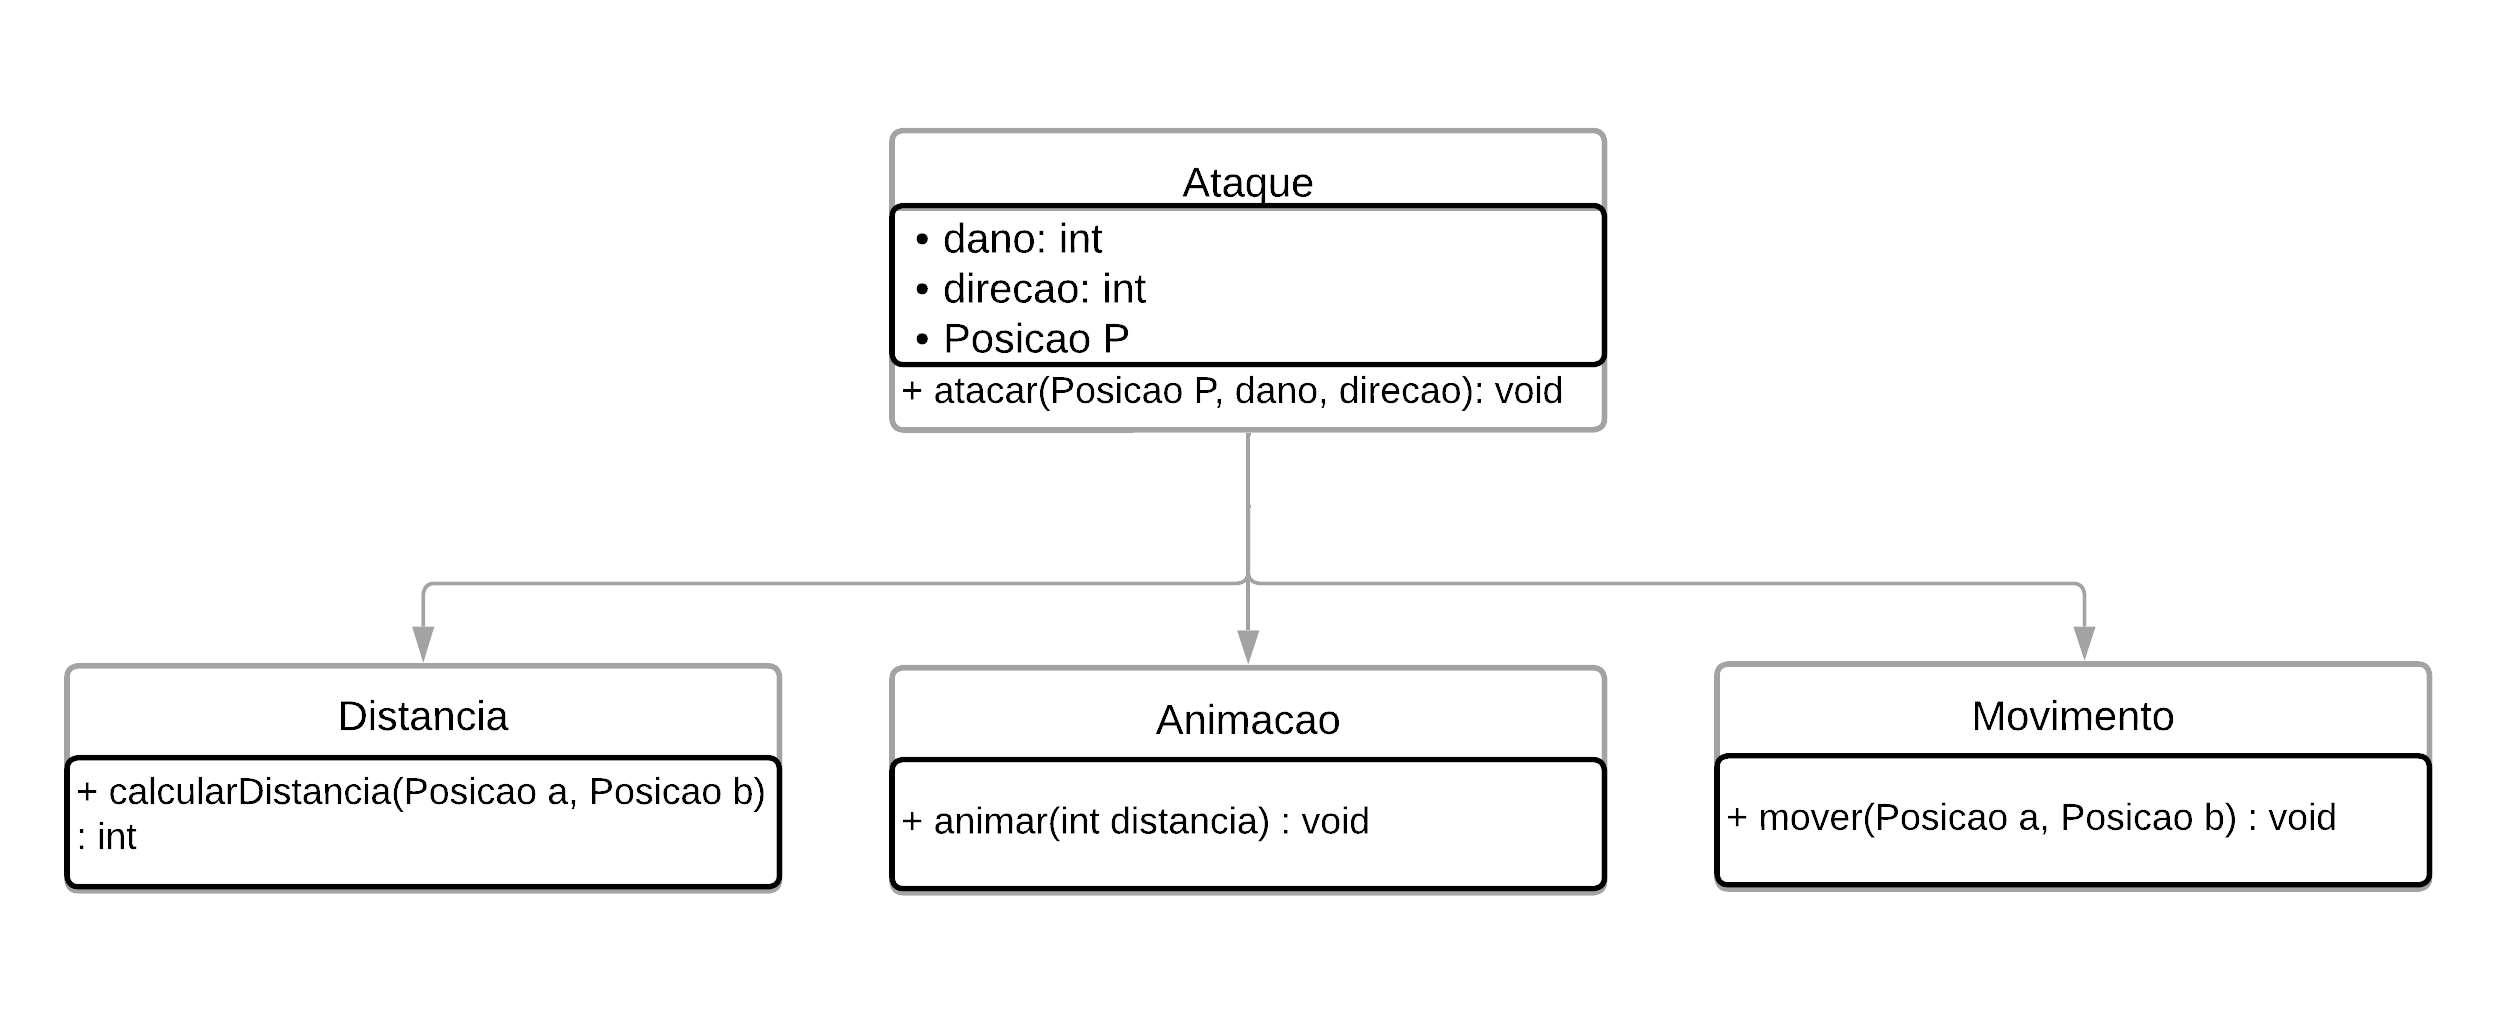 Ataque
• dano: int
• direcao: int
• Posicao P
+ atacar(Posicao P, dano, direcao): void
Distancia
+ calcularDistancia(Posicao a, Posicao b)
: int
Animacao
+ animar(int distancia) : void
Movimento
+ mover(Posicao a, Posicao b) : void